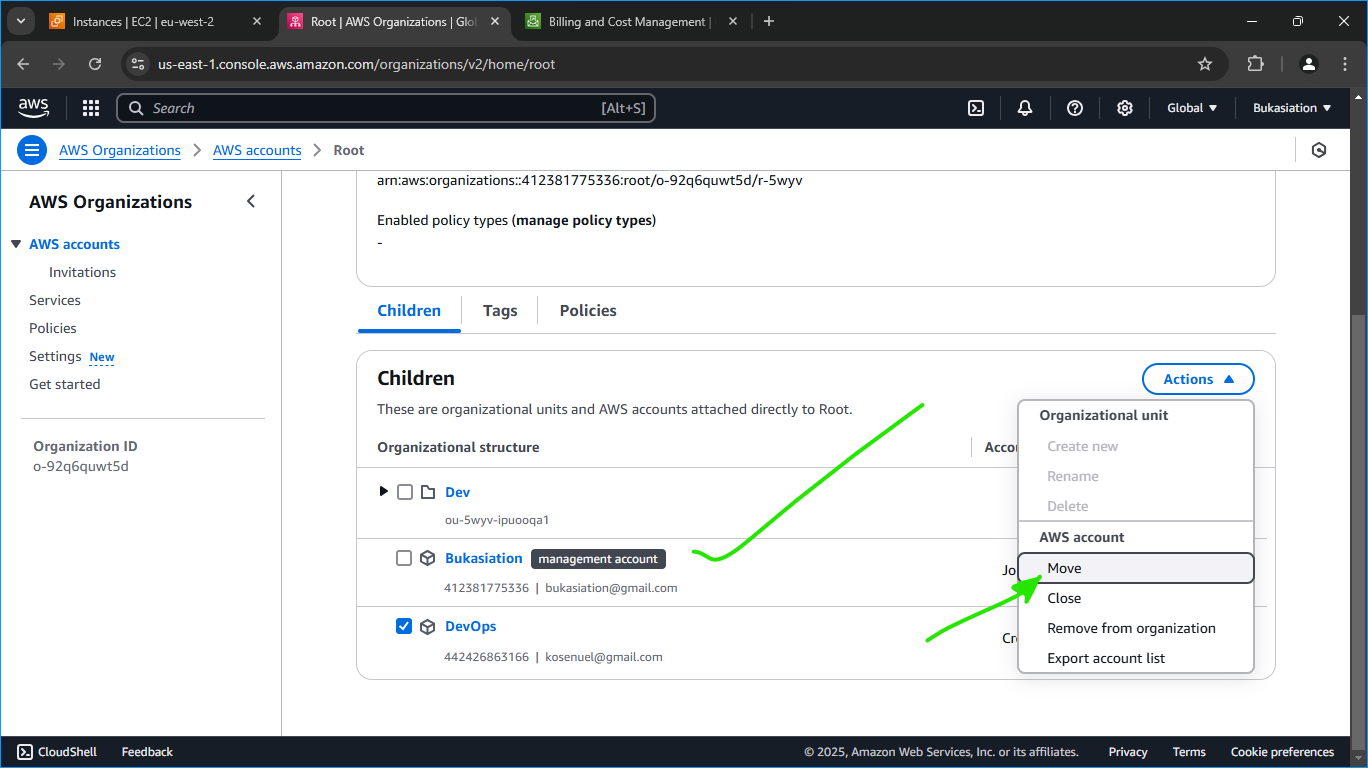 Instances | EC2 | eu-west-2
Root | AWS Organizations | Glo
Billing and Cost Management |
us-east-1.console.aws.amazon.com/organizations/v2/home/root
aws
Search
[Alt+S]
Global
Bukasiation
AWS Organizations
AWS accounts
Root
AWS Organizations
AWS accounts
Invitations
Services
Policies
Settings New
Get started
Organization ID
o-92q6quwt5d
arn:aws:organizations::412381775336:root/o-92q6quwt5d/r-5wyv
Enabled policy types (manage policy types)
-
Children
Tags
Policies
Children
Actions
These are organizational units and AWS accounts attached directly to Root.
Organizational structure
Accou
Dev
ou-5wyv-ipuooqa1
Bukasiation management account
412381775336 | bukasiation@gmail.com
Jo
DevOps
442426863166 | kosenuel@gmail.com
Cre
Organizational unit
Create new
Rename
Delete
AWS account
Move
Close
Remove from organization
Export account list
CloudShell
Feedback
© 2025, Amazon Web Services, Inc. or its affiliates.
Privacy
Terms
Cookie preferences